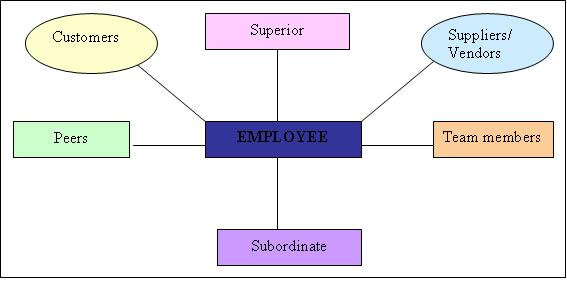 Customers
Superior
Suppliers/
Vendors
Peers
EMPLOYEE
Team members
Subordinate